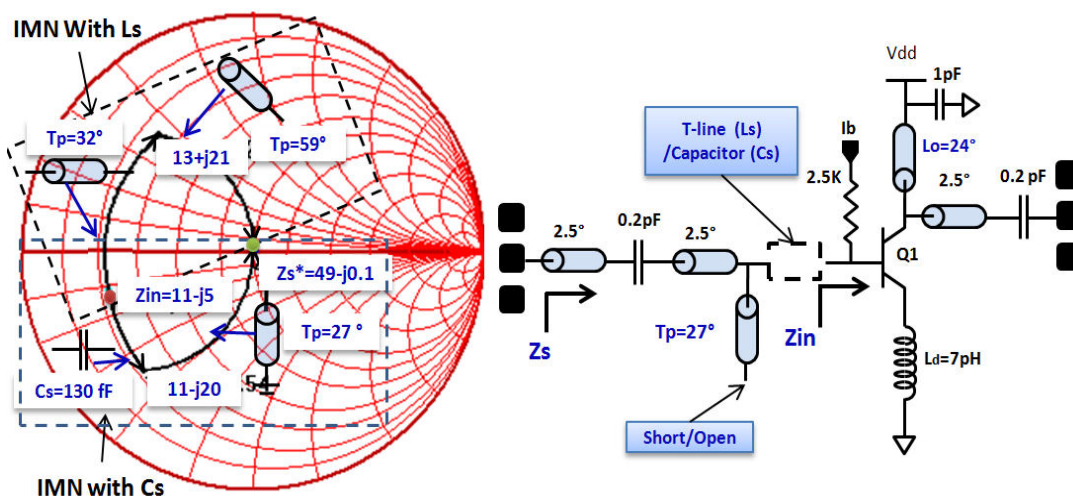 IMN With Ls
Tp=32°
13+j21
Tp=59°
Zin=11-j5
Zs*=49-j0.1
Tp=27 °
Cs=130 fF
11-j20
.54
IMN with Cs
Vdd
1pF
T-line (Ls)
/Capacitor (Cs)
Ib
Lo=24°
2.5K
2.5°
0.2 pF
0.2pF
2.5°
2.5°
Q1
Zs
Tp=27°
Zin
Ld=7pH
Short/Open